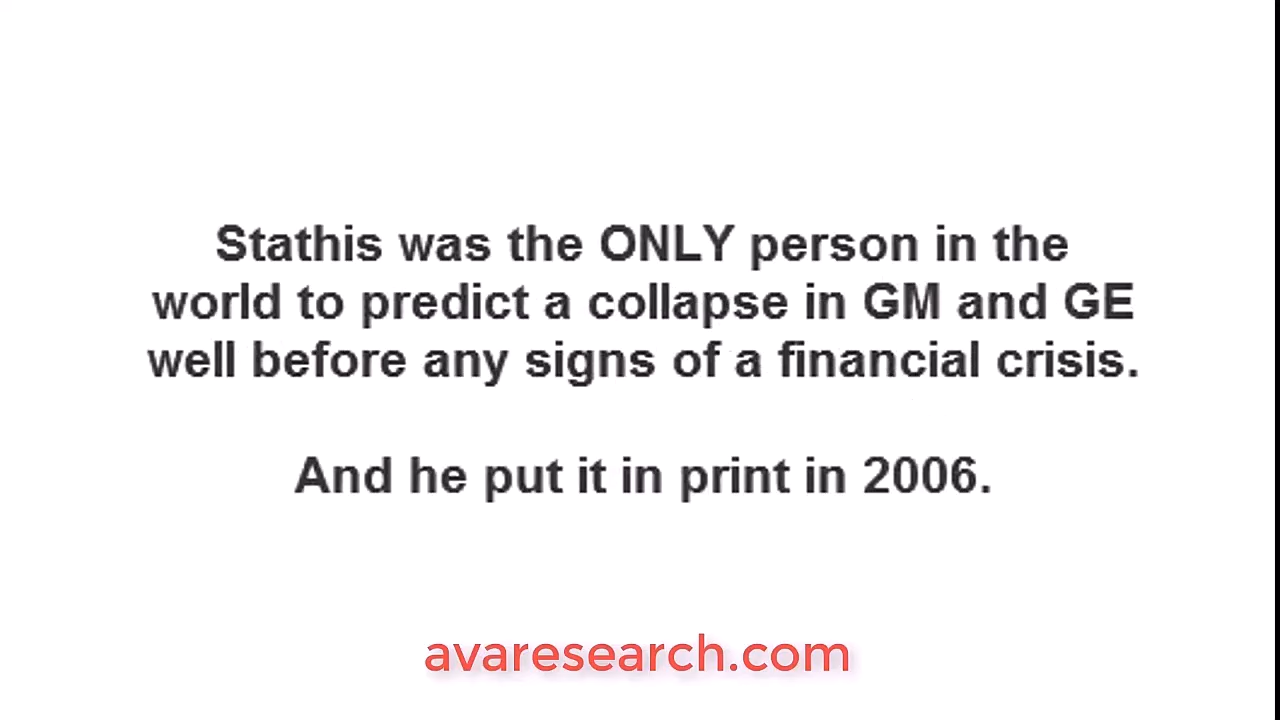 Stathis was the ONLY person in the
world to predict a collapse in GM and GE
well before any signs of a financial crisis.
And he put it in print in 2006.
avaresearch.com